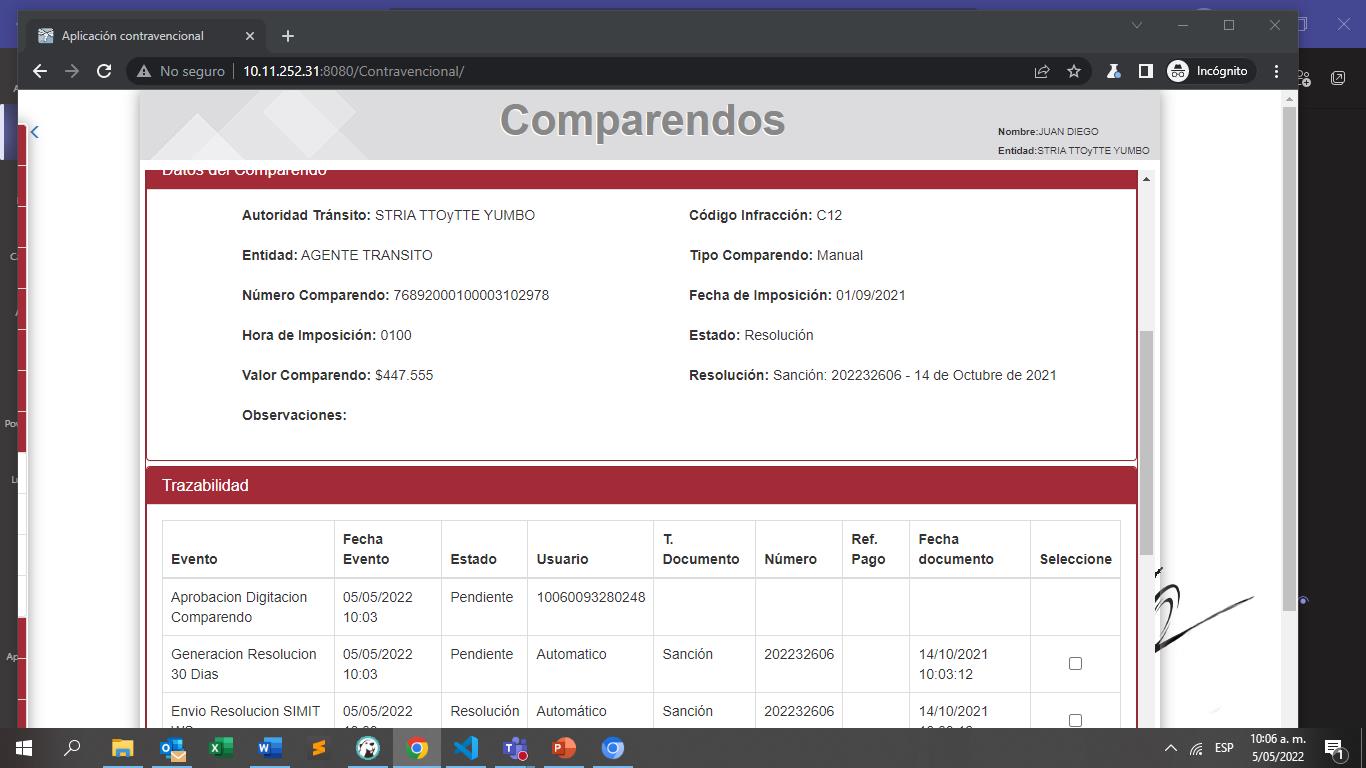 Aplicación contravencional
No seguro
10.11.252.31:8080/Contravencional/
Incógnito
Comparendos
Nombre:JUAN DIEGO
Entidad:STRIA TTOyTTE YUMBO
Datos del Comparendo
Autoridad Tránsito: STRIA TTOyTTE YUMBO
Código Infracción: C12
Entidad: AGENTE TRANSITO
Tipo Comparendo: Manual
Número Comparendo: 76892000100003102978
Fecha de Imposición: 01/09/2021
Hora de Imposición: 0100
Estado: Resolución
Valor Comparendo: $447.555
Resolución: Sanción: 202232606 - 14 de Octubre de 2021
Observaciones:
Trazabilidad
Evento
Fecha
Evento
Estado
Usuario
T.
Documento
Número
Ref.
Pago
Fecha
documento
Seleccione
Aprobacion Digitacion
Comparendo
05/05/2022
10:03
Pendiente
10060093280248
Generacion Resolucion
30 Dias
05/05/2022
10:03
Pendiente
Automatico
Sanción
202232606
14/10/2021
10:03:12
Envio Resolucion SIMIT
05/05/2022
Resolución
Automático
Sanción
202232606
14/10/2021
ESP
10:06 a. m.
5/05/2022
1